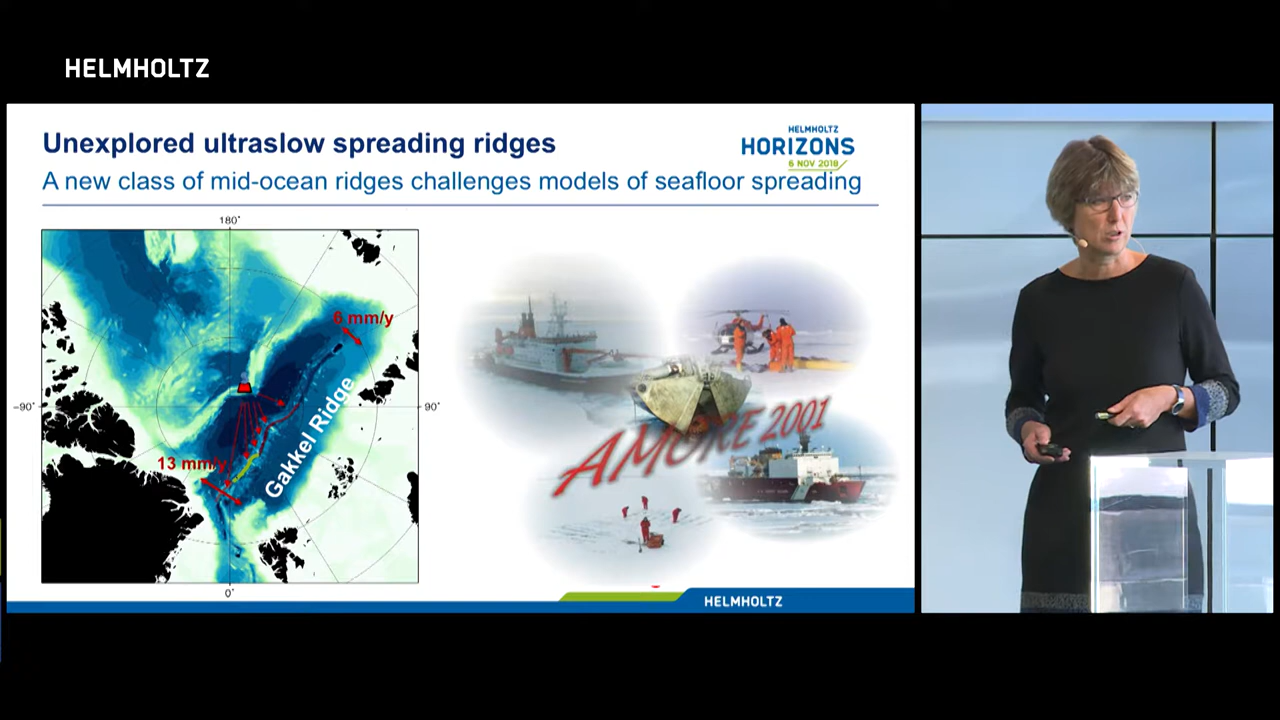 HELMHOLTZ
Unexplored ultraslow spreading ridges
HELMHOLTZ
HORIZONS
6 NOV 2018
A new class of mid-ocean ridges challenges models of seafloor spreading
180°
6 mm/y
-90°
90°
Gakkel Ridge
13 mm/y
0°
AMORE 2001
HELMHOLTZ